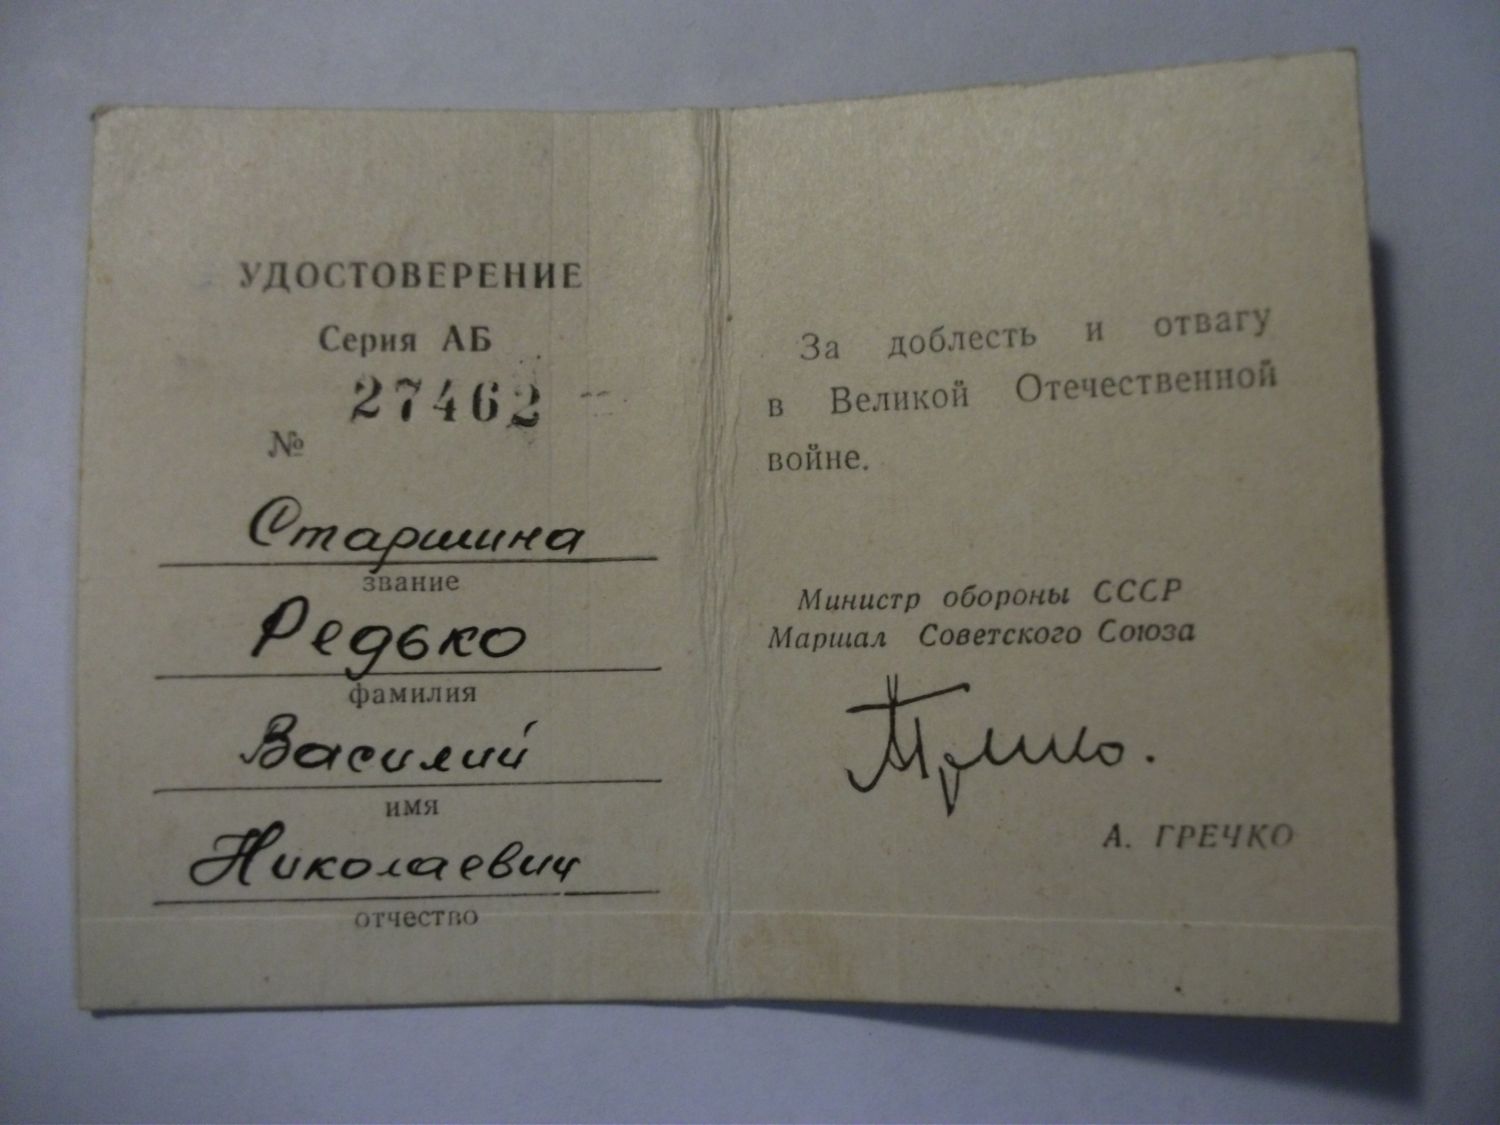 УДОСТОВЕРЕНИЕ
Серия АБ
27462
№
Старшина
звание
Редько
фамилия
Василий
имя
Николаевич
отчество
За доблесть и отвагу
в Великой Отечественной
войне.
Министр обороны СССР
Маршал Советского Союза
А. ГРЕЧКО